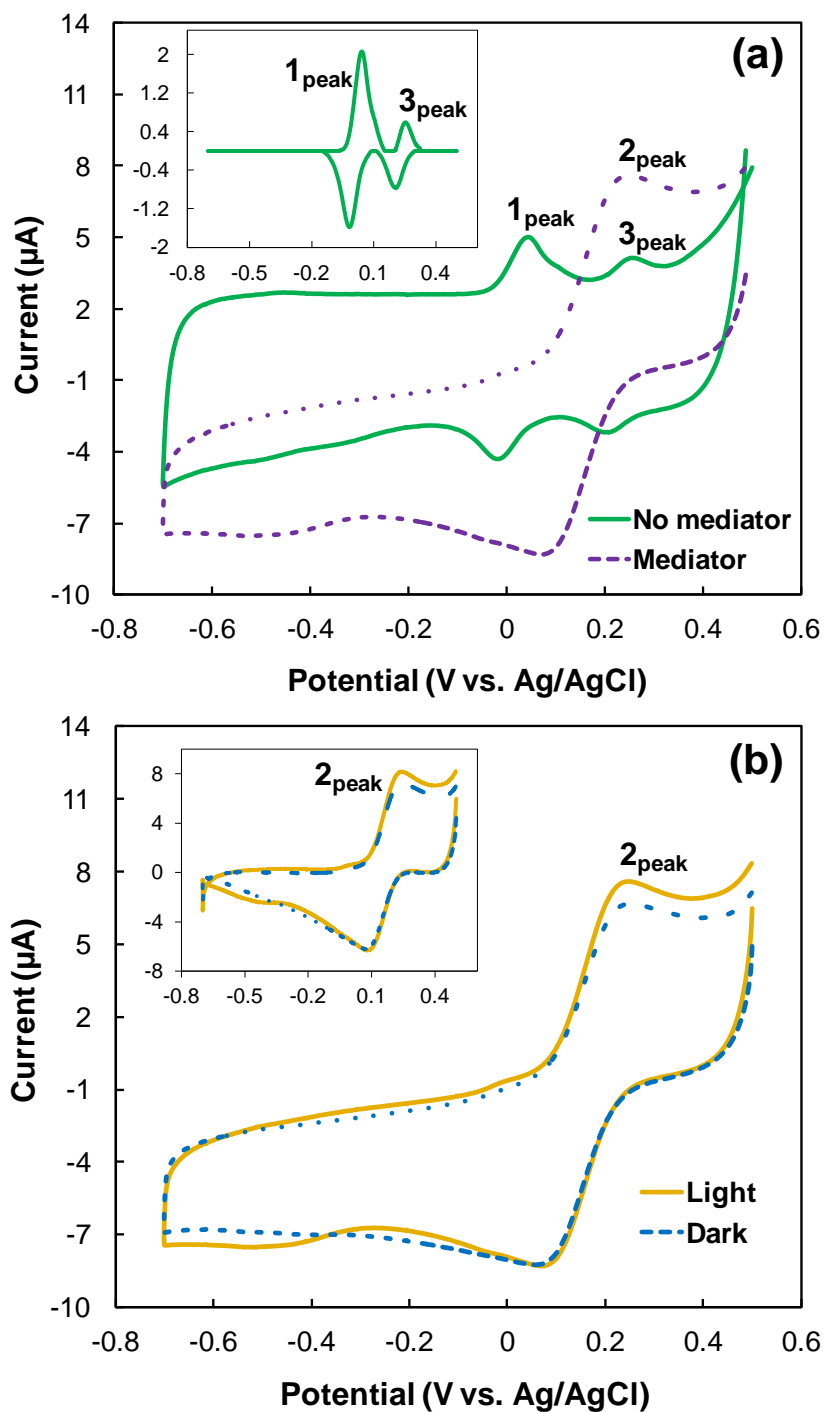 (a)
14
11
8
5
2
-1
-4
-7
-10
Current (µA)
2
1.2
0.4
-0.4
-1.2
-2
-0.8 -0.5 -0.2 0.1 0.4
1peak
3peak
2peak
1peak
3peak
No mediator
Mediator
-0.8 -0.6 -0.4 -0.2 0 0.2 0.4 0.6
Potential (V vs. Ag/AgCl)
(b)
14
11
8
5
2
-1
-4
-7
-10
Current (µA)
8
4
0
-4
-8
-0.8 -0.5 -0.2 0.1 0.4
2peak
2peak
Light
Dark
-0.8 -0.6 -0.4 -0.2 0 0.2 0.4 0.6
Potential (V vs. Ag/AgCl)